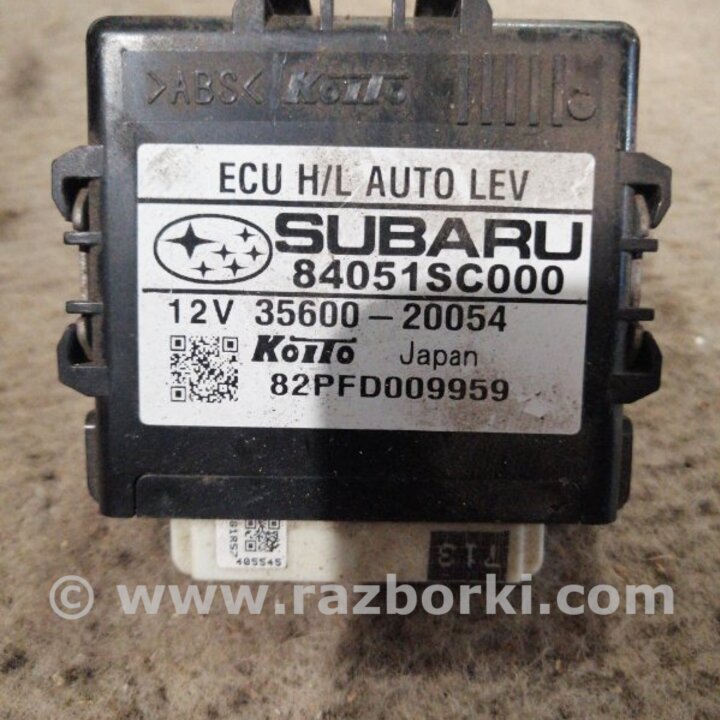 >ABS< KOITO
ECU H/L AUTO LEV
SUBARU
84051SC000
12V 35600-20054
KOITO Japan
82PFD009959
405545
T13
© www.razborki.com